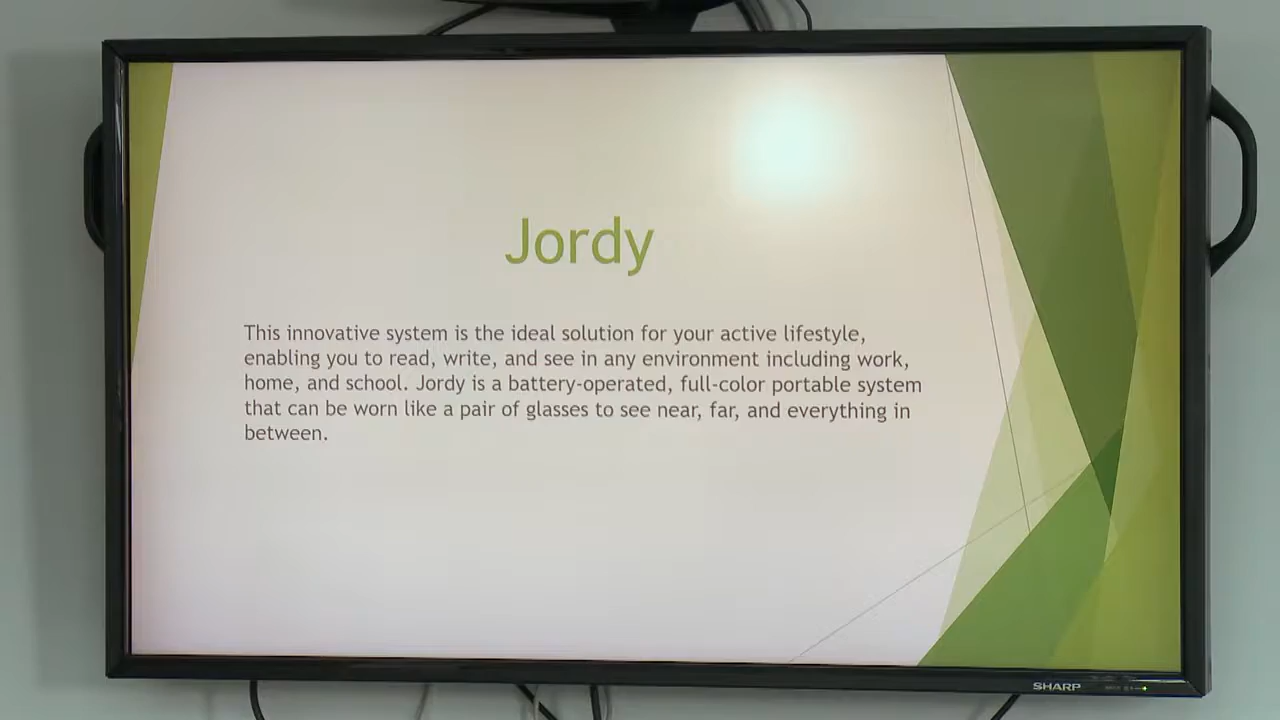 Jordy
This innovative system is the ideal solution for your active lifestyle,
enabling you to read, write, and see in any environment including work,
home, and school. Jordy is a battery-operated, full-color portable system
that can be worn like a pair of glasses to see near, far, and everything in
between.
SHARP